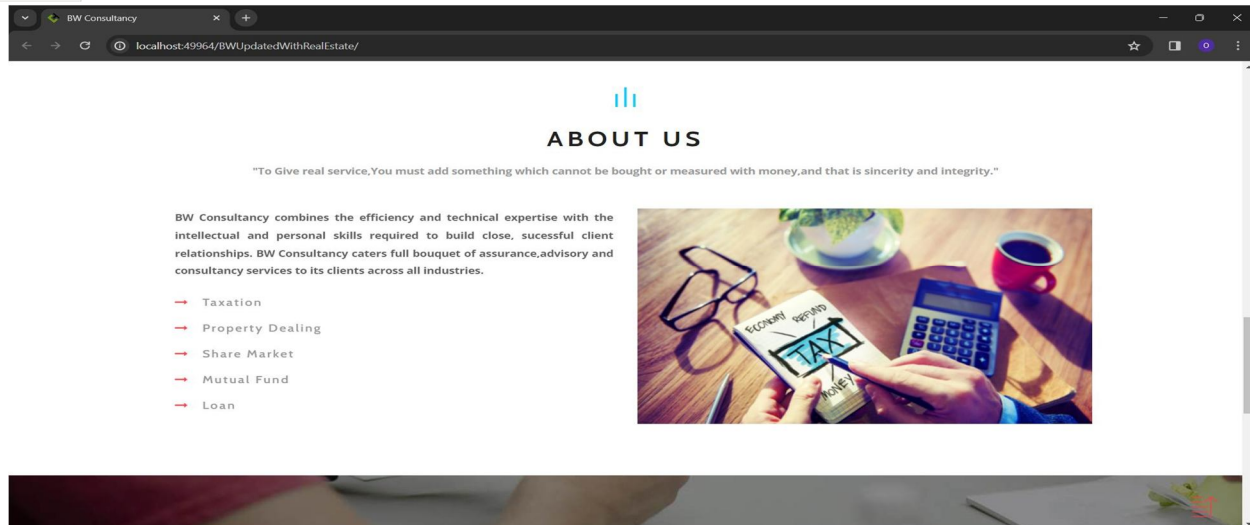 BW Consultancy
localhost:49964/BWUpdatedWithRealEstate/
O
ABOUT US
"To Give real service,You must add something which cannot be bought or measured with money,and that is sincerity and integrity."
BW Consultancy combines the efficiency and technical expertise with the
intellectual and personal skills required to build close, sucessful client
relationships. BW Consultancy caters full bouquet of assurance,advisory and
consultancy services to its clients across all industries.
Taxation
Property Dealing
Share Market
Mutual Fund
Loan
ECONOMY
REFUND
TAX
MONEY